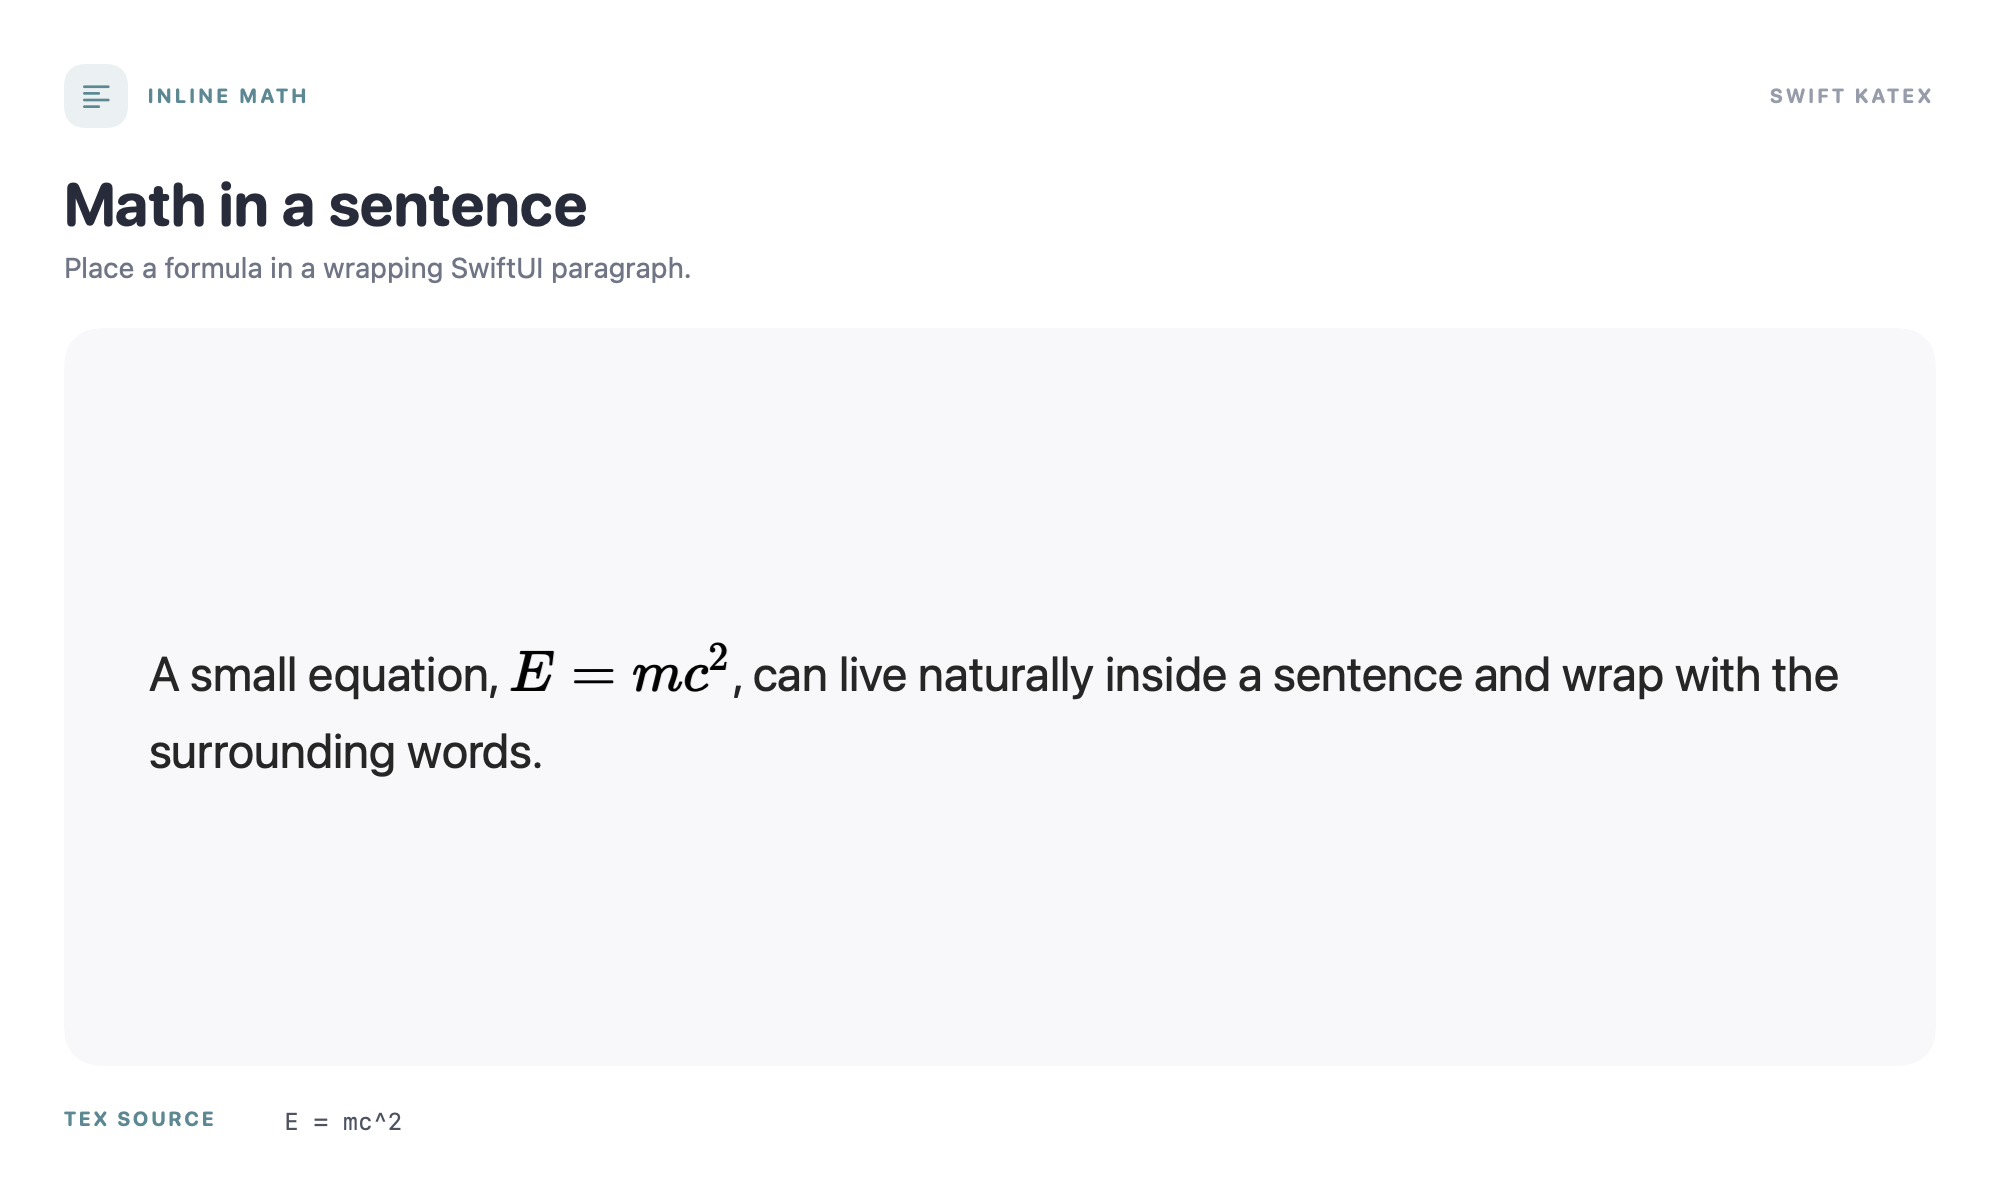 INLINE MATH
SWIFT KATEX
Math in a sentence
Place a formula in a wrapping SwiftUI paragraph.
A small equation, E = mc², can live naturally inside a sentence and wrap with the
surrounding words.
TEX SOURCE E = mc^2